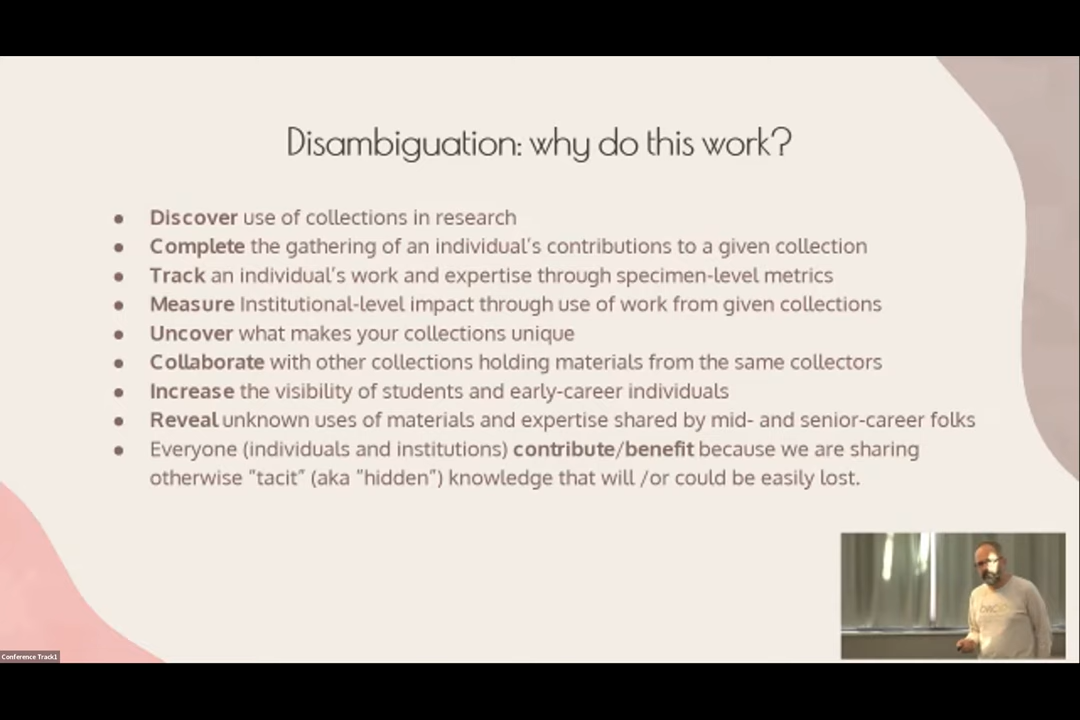 Disambiguation: why do this work?
● Discover use of collections in research
● Complete the gathering of an individual's contributions to a given collection
● Track an individual's work and expertise through specimen-level metrics
● Measure Institutional-level impact through use of work from given collections
● Uncover what makes your collections unique
● Collaborate with other collections holding materials from the same collectors
● Increase the visibility of students and early-career individuals
● Reveal unknown uses of materials and expertise shared by mid- and senior-career folks
● Everyone (individuals and institutions) contribute/benefit because we are sharing
otherwise "tacit" (aka "hidden") knowledge that will /or could be easily lost.
Conference Track1